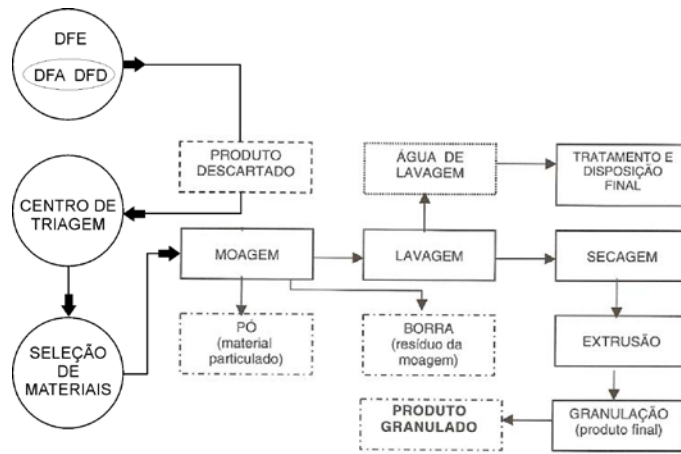 DFE
DFA DFD
PRODUTO
DESCARTADO
ÁGUA DE
LAVAGEM
TRATAMENTO E
DISPOSIÇÃO
FINAL
CENTRO DE
TRIAGEM
MOAGEM
LAVAGEM
SECAGEM
SELEÇÃO
DE
MATERIAIS
PÓ
(material
particulado)
BORRA
(resíduo da
moagem)
EXTRUSÃO
PRODUTO
GRANULADO
GRANULAÇÃO
(produto final)